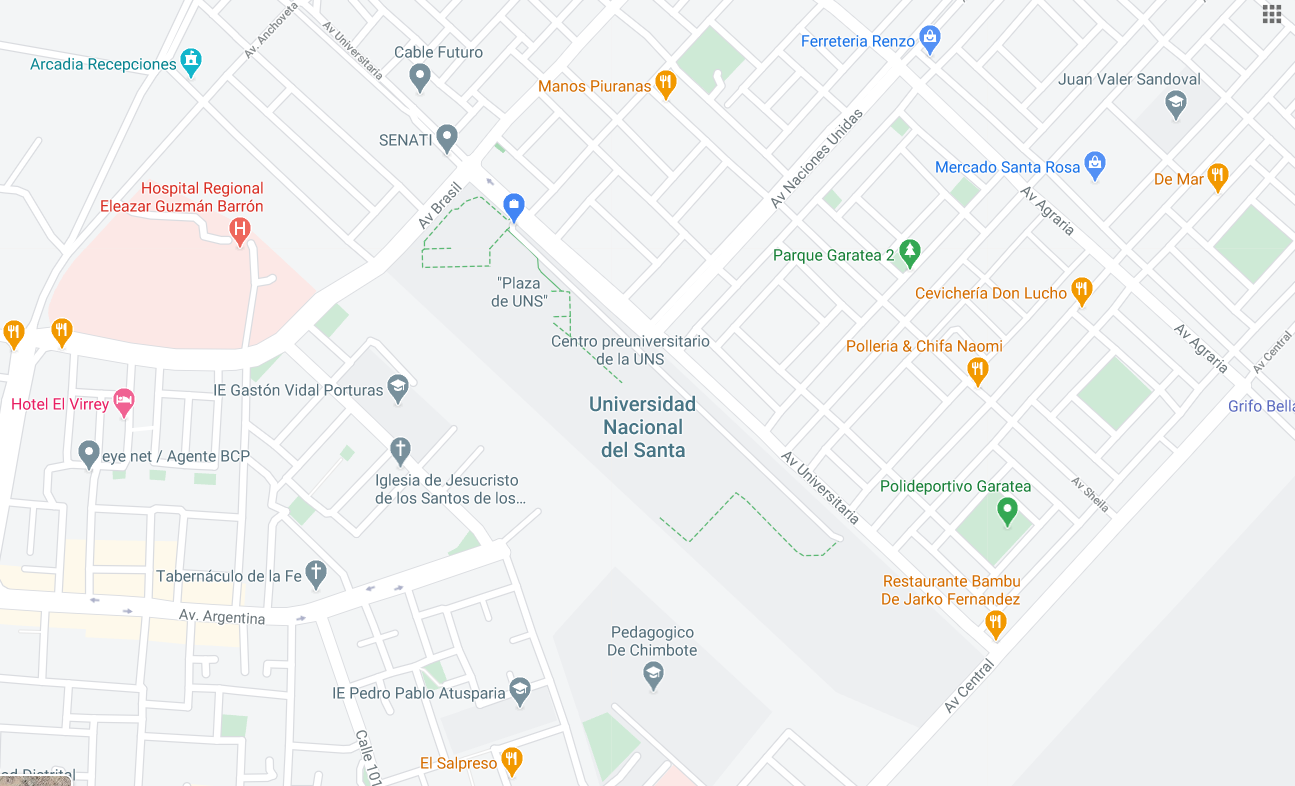 Av. Anchoveta
Av Universitaria
Cable Futuro
Ferreteria Renzo
Arcadia Recepciones
Manos Piuranas
Juan Valer Sandoval
SENATI
Av Naciones Unidas
Mercado Santa Rosa
De Mar
Hospital Regional
Eleazar Guzmán Barrón
H
Av Brasil
Av Agraria
Parque Garatea 2
"Plaza
de UNS"
Cevichería Don Lucho
Centro preuniversitario
de la UNS
Polleria & Chifa Naomi
Av Agraria
Av Central
IE Gastón Vidal Porturas
Hotel El Virrey
Universidad
Nacional
del Santa
Grifo Bella
eye net / Agente BCP
Iglesia de Jesucristo
de los Santos de los...
Av Universitaria
Polideportivo Garatea
Av Sheila
Tabernáculo de la Fe
Restaurante Bambu
De Jarko Fernandez
Av. Argentina
Pedagogico
De Chimbote
Av Central
IE Pedro Pablo Atusparia
Calle 101
El Salpreso
ad Distrital